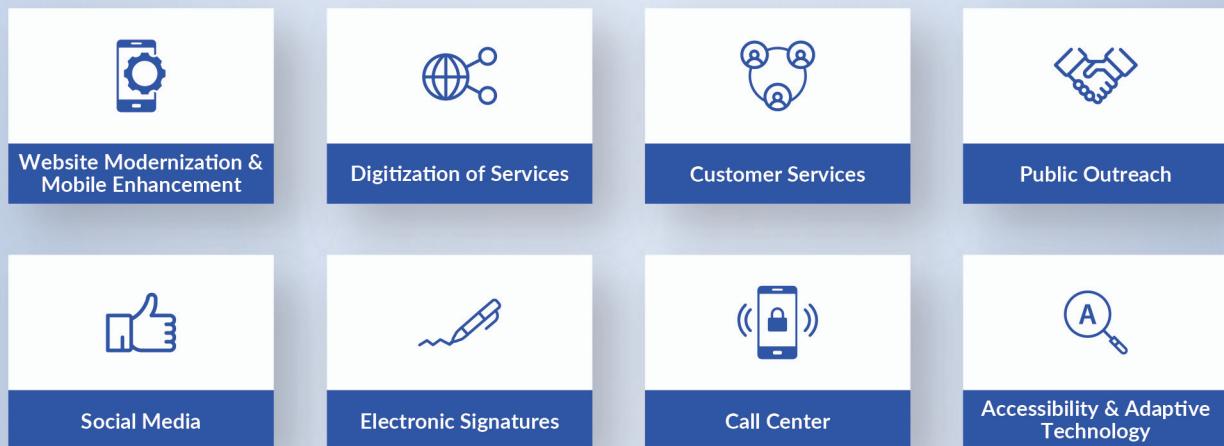 Website Modernization &
Mobile Enhancement
Digitization of Services
Customer Services
Public Outreach
Social Media
Electronic Signatures
Call Center
A
Accessibility & Adaptive
Technology